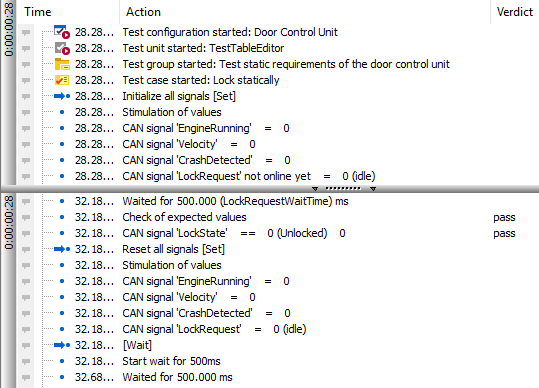 Time Action Verdict
28.28... Test configuration started: Door Control Unit
28.28... Test unit started: TestTableEditor
28.28... Test group started: Test static requirements of the door control unit
28.28... Test case started: Lock statically
28.28... Initialize all signals [Set]
28.28... Stimulation of values
28.28... CAN signal 'EngineRunning' = 0
28.28... CAN signal 'Velocity' = 0
28.28... CAN signal 'CrashDetected' = 0
28.28... CAN signal 'LockRequest' not online yet = 0 (idle)
0:00:00:28
32.18... Waited for 500.000 (LockRequestWaitTime) ms
32.18... Check of expected values pass
32.18... CAN signal 'LockState' == 0 (Unlocked) 0 pass
32.18... Reset all signals [Set]
32.18... Stimulation of values
32.18... CAN signal 'EngineRunning' = 0
32.18... CAN signal 'Velocity' = 0
32.18... CAN signal 'CrashDetected' = 0
32.18... CAN signal 'LockRequest' = 0 (idle)
32.18... [Wait]
32.18... Start wait for 500ms
32.68... Waited for 500.000 ms
0:00:00:28